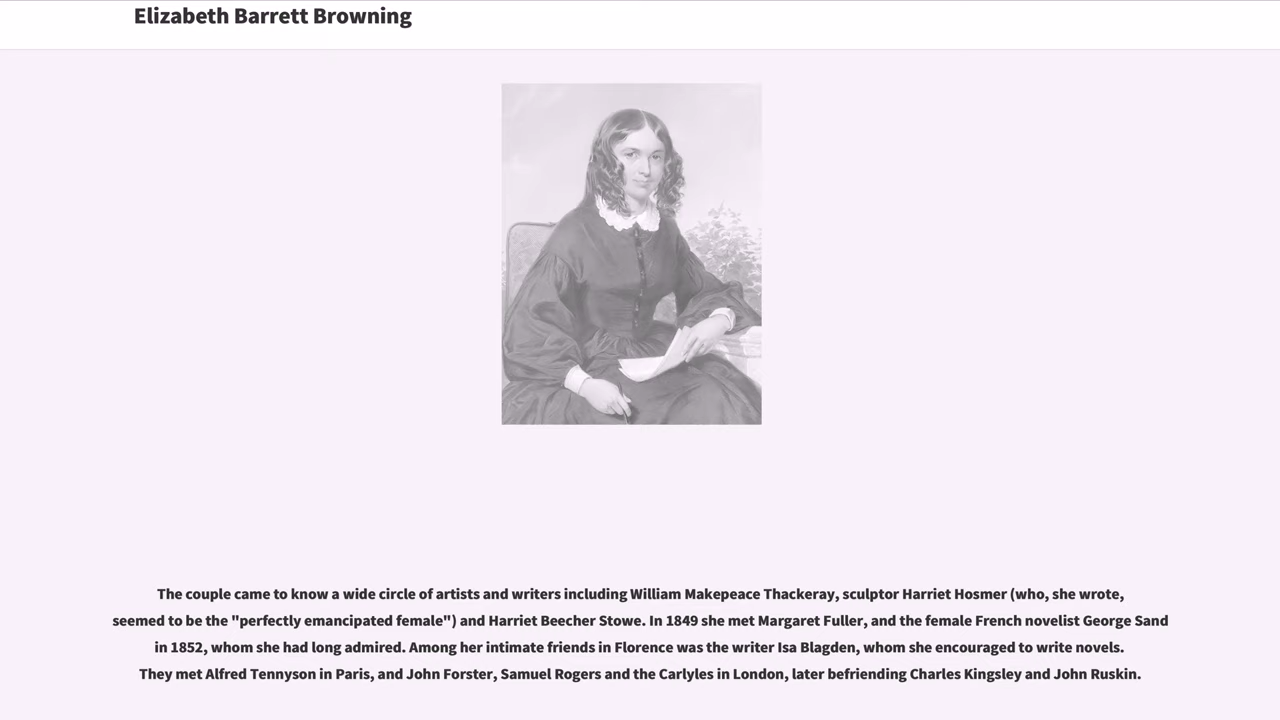 Elizabeth Barrett Browning
The couple came to know a wide circle of artists and writers including William Makepeace Thackeray, sculptor Harriet Hosmer (who, she wrote,
seemed to be the "perfectly emancipated female") and Harriet Beecher Stowe. In 1849 she met Margaret Fuller, and the female French novelist George Sand
in 1852, whom she had long admired. Among her intimate friends in Florence was the writer Isa Blagden, whom she encouraged to write novels.
They met Alfred Tennyson in Paris, and John Forster, Samuel Rogers and the Carlyles in London, later befriending Charles Kingsley and John Ruskin.